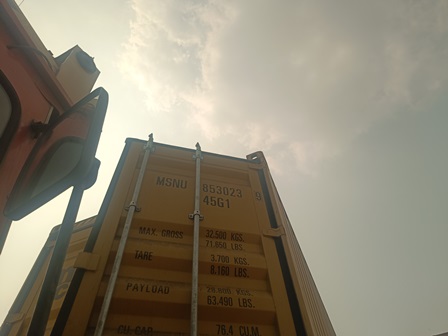 MSNU 853023 9
45G1
MAX. GROSS 32.500 KGS.
71.650 LBS.
TARE 3.700 KGS.
8.160 LBS.
PAYLOAD 28.800 KGS.
63.490 LBS.
CU-CAP. 76.4 CU.M.